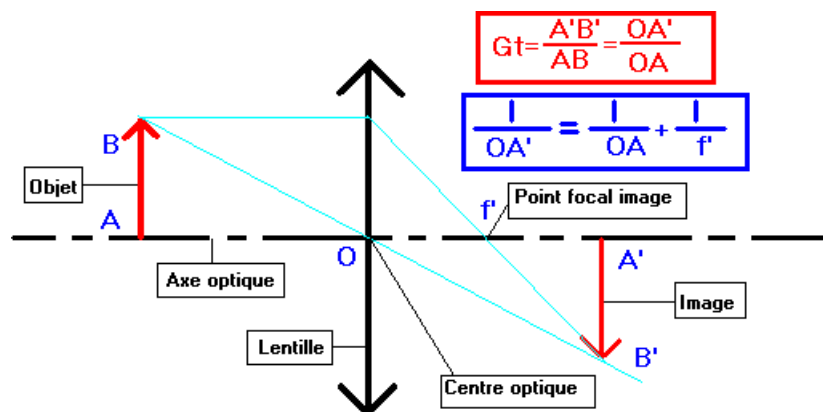 Gt= A'B' / AB = OA' / OA
1 / OA' = 1 / OA + 1 / f'
B
Objet
A
f'
Point focal image
O
A'
Axe optique
Image
Lentille
B'
Centre optique